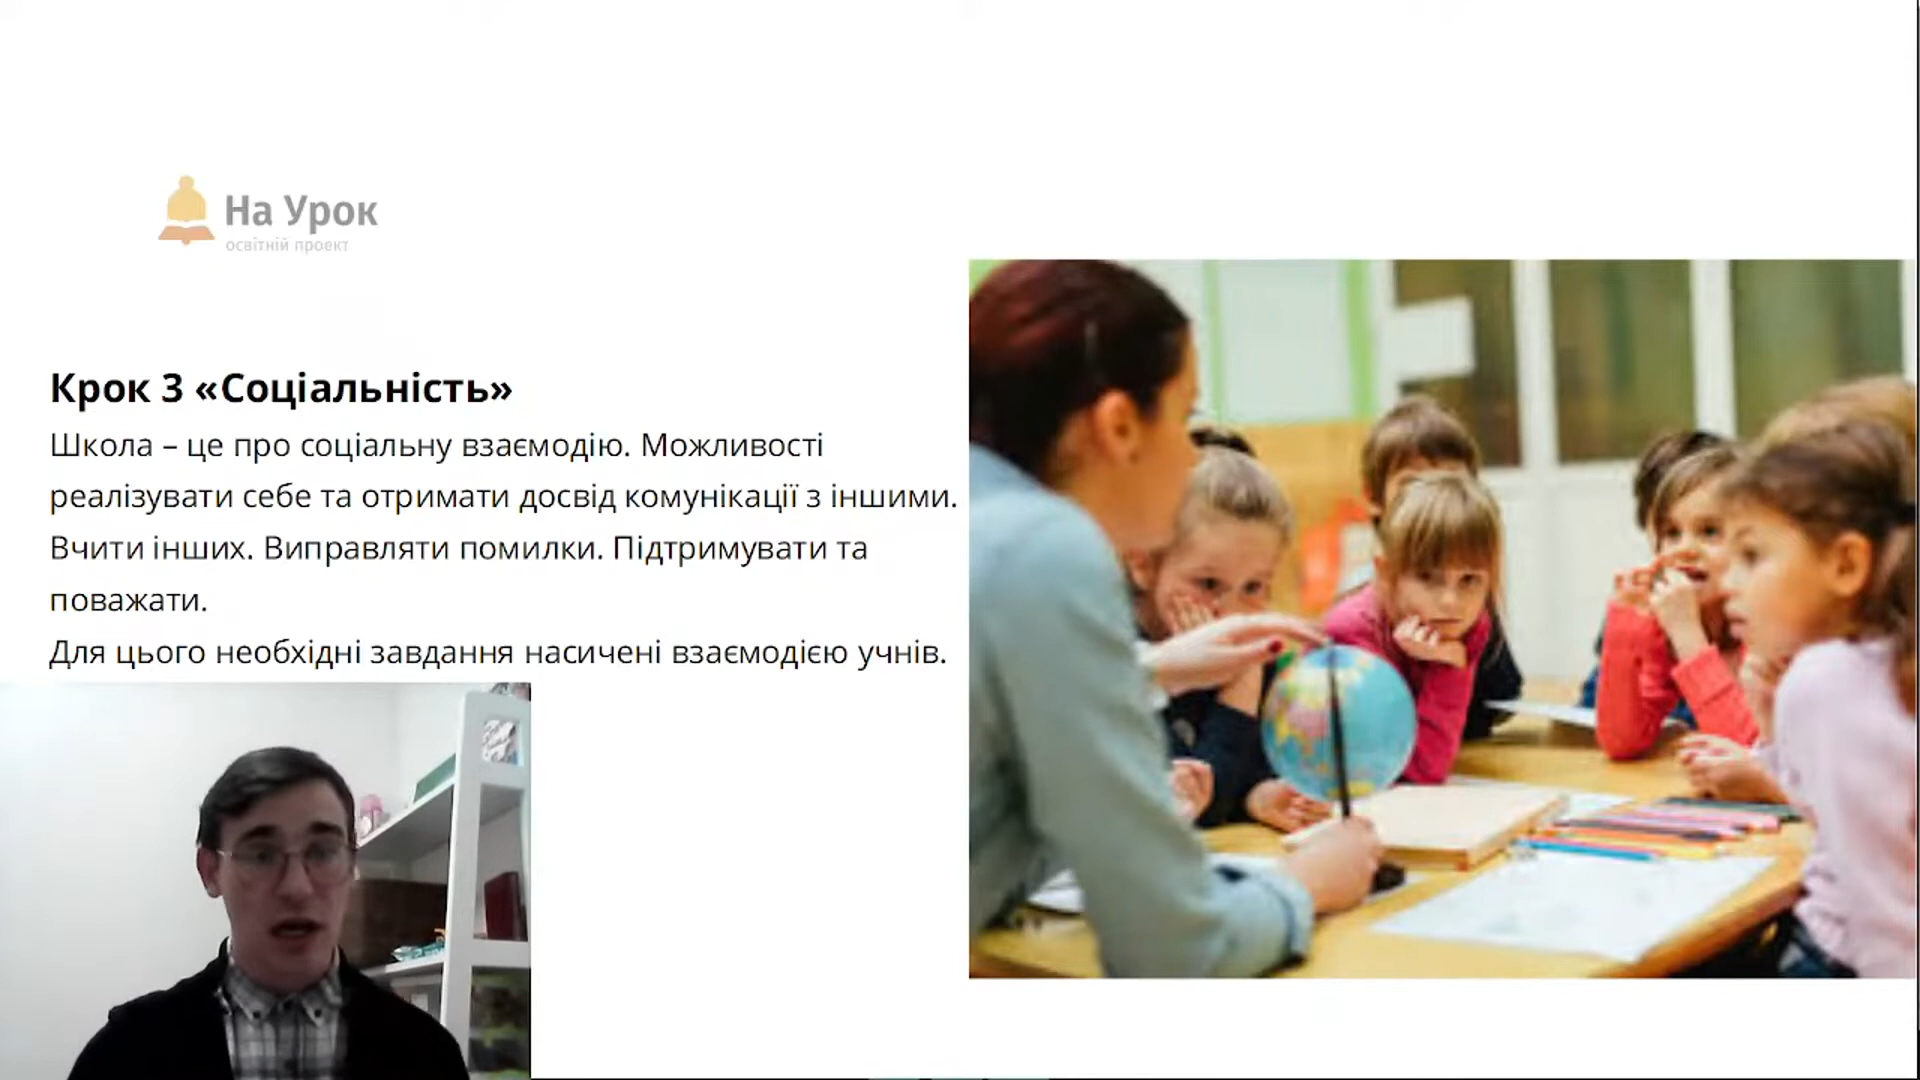 На Урок
освітній проект
Крок 3 «Соціальність»
Школа – це про соціальну взаємодію. Можливості
реалізувати себе та отримати досвід комунікації з іншими.
Вчити інших. Виправляти помилки. Підтримувати та
поважати.
Для цього необхідні завдання насичені взаємодією учнів.